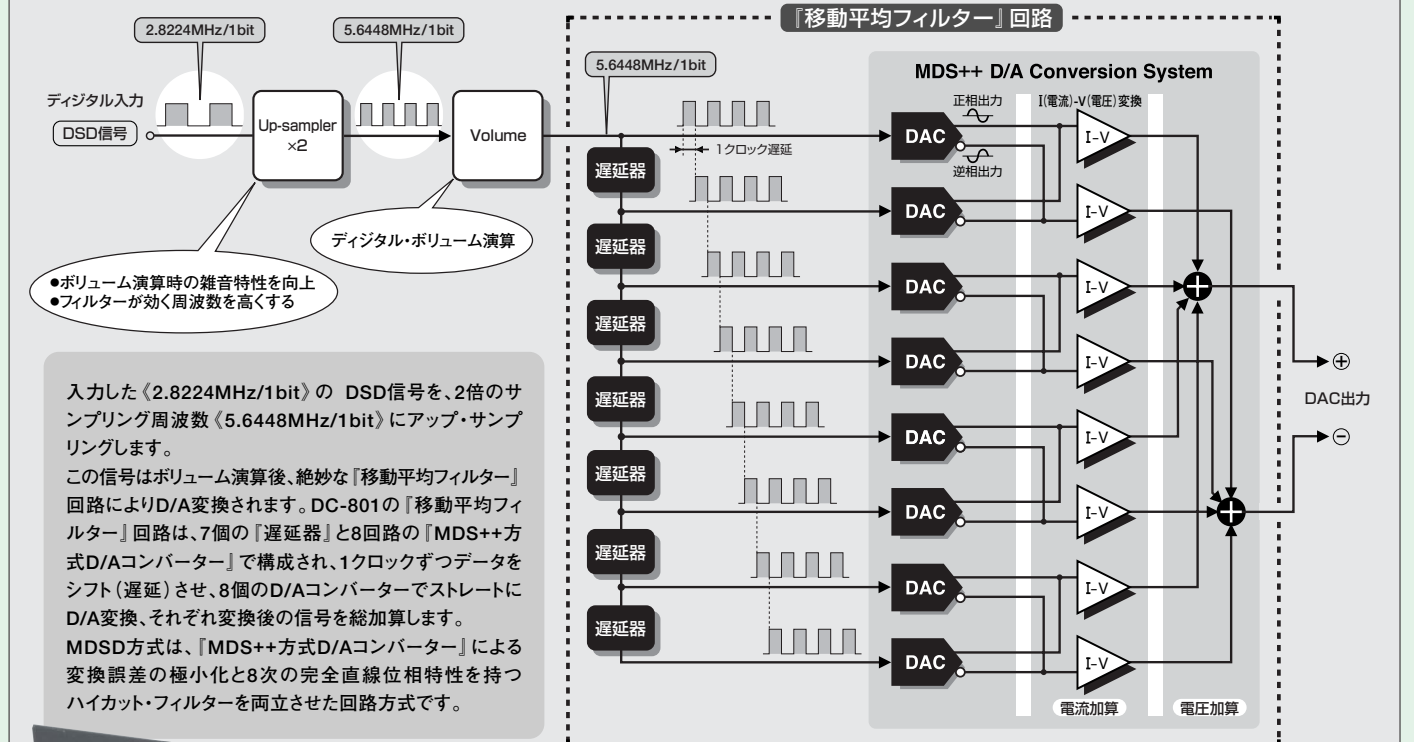 『移動平均フィルター』回路
2.8224MHz/1bit
5.6448MHz/1bit
5.6448MHz/1bit
MDS++ D/A Conversion System
ディジタル入力
DSD信号
Up-sampler
×2
Volume
正相出力
逆相出力
I(電流)-V(電圧)変換
1クロック遅延
ディジタル・ボリューム演算
●ボリューム演算時の雑音特性を向上
●フィルターが効く周波数を高くする
遅延器
遅延器
遅延器
遅延器
遅延器
遅延器
遅延器
DAC
DAC
DAC
DAC
DAC
DAC
DAC
DAC
I-V
I-V
I-V
I-V
I-V
I-V
I-V
I-V
＋
＋
⊕
DAC出力
⊖
電流加算
電圧加算
入力した《2.8224MHz/1bit》の DSD信号を、2倍のサ
ンプリング周波数《5.6448MHz/1bit》にアップ・サンプ
リングします。
この信号はボリューム演算後、絶妙な『移動平均フィルター』
回路によりD/A変換されます。DC-801の『移動平均フィ
ルター』回路は、7個の『遅延器』と8回路の『MDS++方
式D/Aコンバーター』で構成され、1クロックずつデータを
シフト（遅延）させ、8個のD/Aコンバーターでストレートに
D/A変換、それぞれ変換後の信号を総加算します。
MDSD方式は、『MDS++方式D/Aコンバーター』による
変換誤差の極小化と8次の完全直線位相特性を持つ
ハイカット・フィルターを両立させた回路方式です。